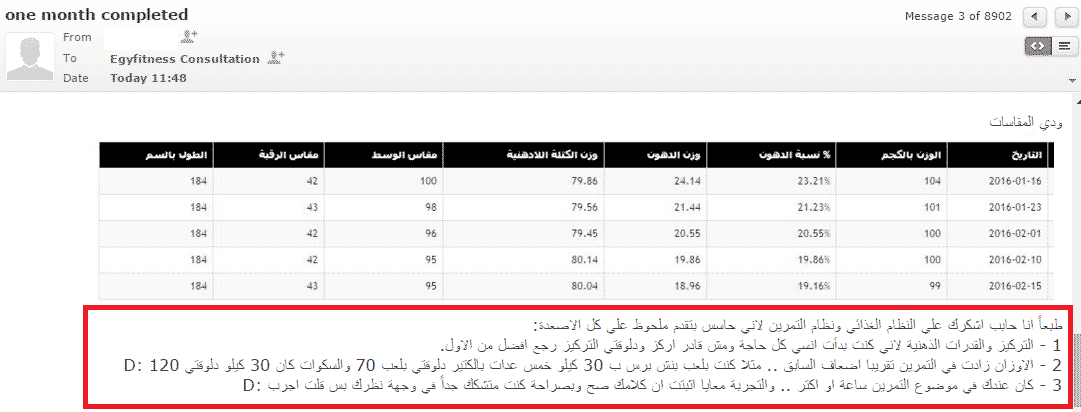 one month completed
Message 3 of 8902
From
To Egyfitness Consultation
Date Today 11:48
ودي المقاسات
التاريخ الوزن بالكجم نسبة الدهون % وزن الدهون وزن الكتلة اللادهنية مقاس الوسط مقاس الرقبة الطول بالسم
2016-01-16 104 23.21% 24.14 79.86 100 42 184
2016-01-23 101 21.23% 21.44 79.56 98 43 184
2016-02-01 100 20.55% 20.55 79.45 96 42 184
2016-02-10 100 19.86% 19.86 80.14 95 42 184
2016-02-15 99 19.16% 18.96 80.04 95 43 184
طبعاً انا حابب اشكرك علي النظام الغذائي ونظام التمرين لاني حاسس بتقدم ملحوظ علي كل الاصعدة:
1 - التركيز والقدرات الذهنية لاني كنت بدأت انسي كل حاجة ومش قادر اركز ودلوقتي التركيز رجع افضل من الاول.
2 - الاوزان زادت في التمرين تقريبا اضعاف السابق .. مثلا كنت بلعب بنش برس ب 30 كيلو خمس عدات بالكتير دلوقتي بلعب 70 والسكوات كان 30 كيلو دلوقتي 120 :D
3 - كان عندك في موضوع التمرين ساعة او اكتر .. والتجربة معايا اثبتت ان كلامك صح وبصراحة كنت متشكك جداً في وجهة نظرك بس قلت اجرب :D